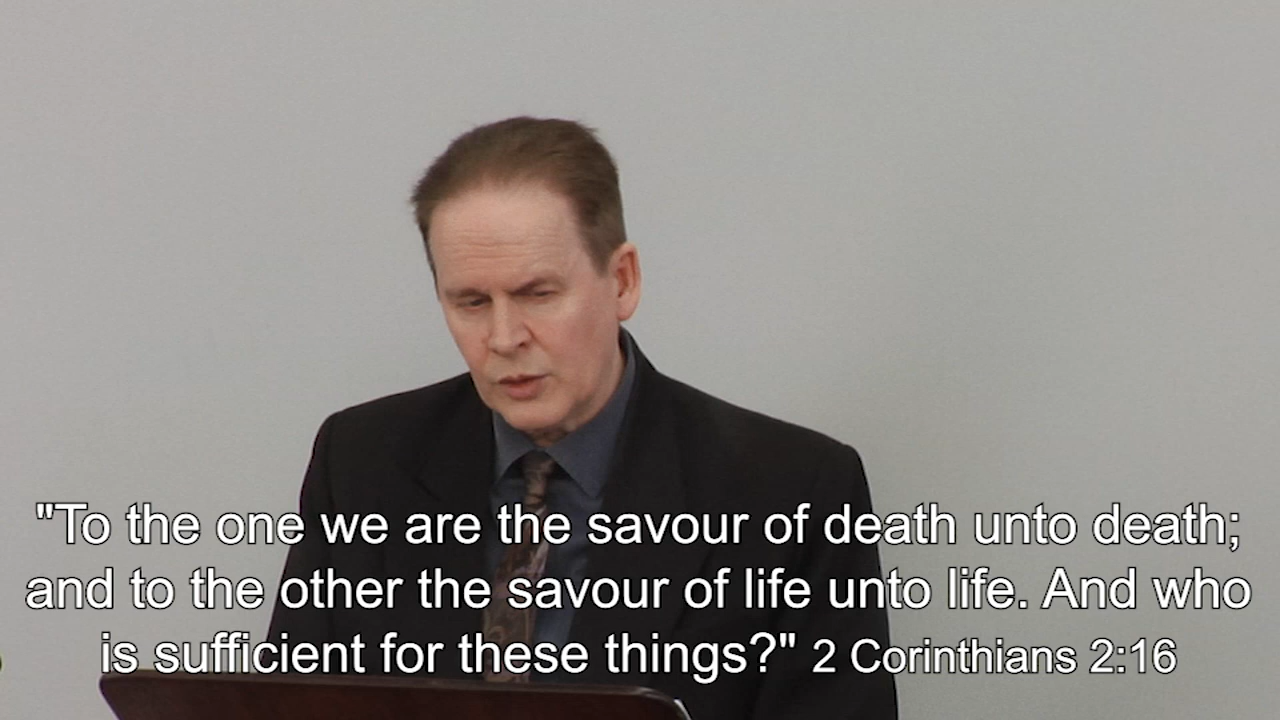 "To the one we are the savour of death unto death;
and to the other the savour of life unto life. And who
is sufficient for these things?" 2 Corinthians 2:16